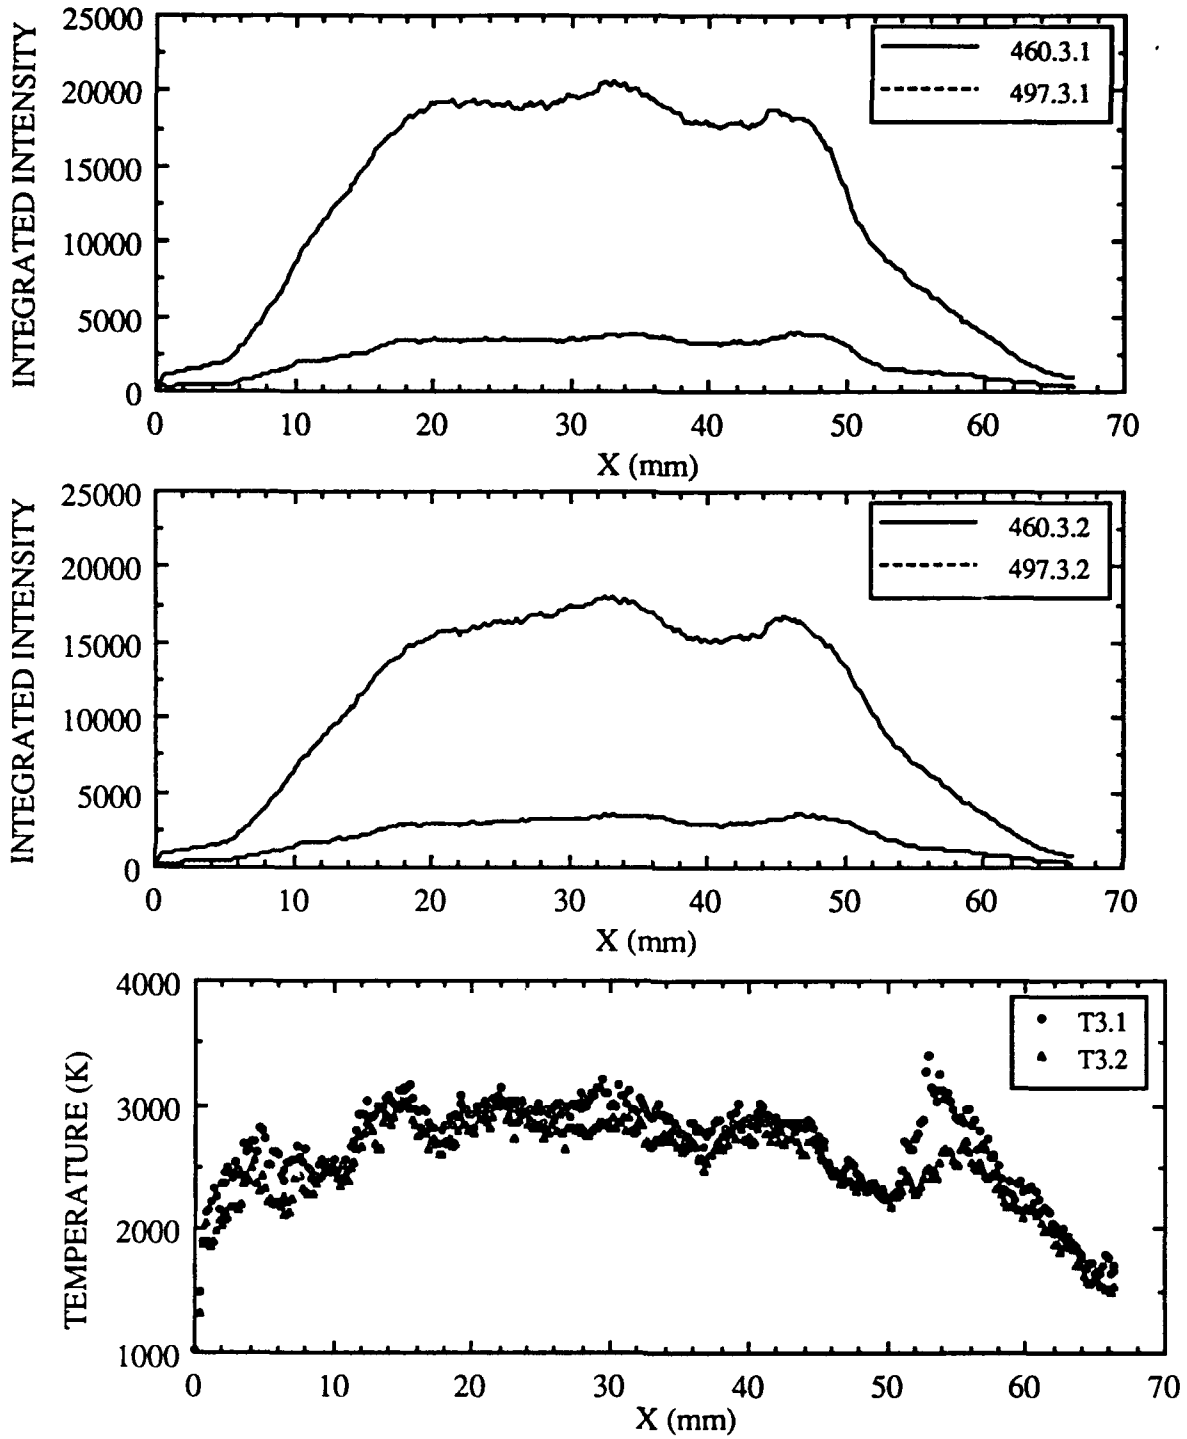 25000
20000
15000
10000
5000
0
INTEGRATED INTENSITY
460.3.1
497.3.1
0 10 20 30 40 50 60 70
X (mm)
25000
20000
15000
10000
5000
0
INTEGRATED INTENSITY
460.3.2
497.3.2
0 10 20 30 40 50 60 70
X (mm)
4000
3000
2000
1000
TEMPERATURE (K)
T3.1
T3.2
0 10 20 30 40 50 60 70
X (mm)